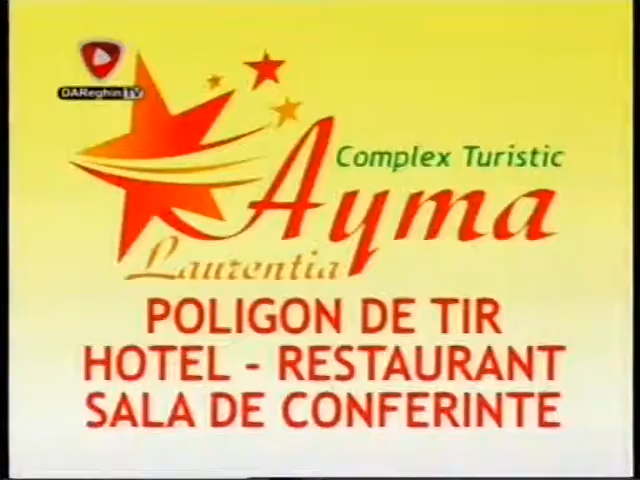 DAReghin TV
Complex Turistic
Ayma
Laurentia
POLIGON DE TIR
HOTEL - RESTAURANT
SALA DE CONFERINTE